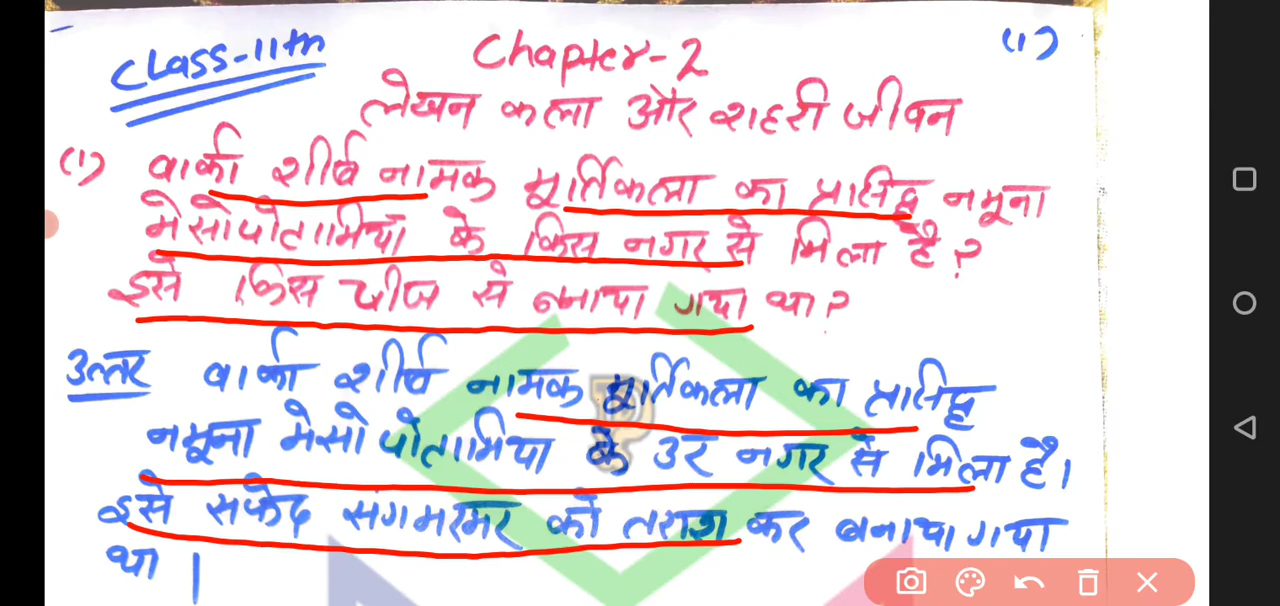 Class-11th Chapter-2 (1)
लेखन कला और शहरी जीवन
(1) वार्का शीर्ष नामक मूर्तिकला का प्रसिद्ध नमूना
मेसोपोटामिया के किस नगर से मिला है?
इसे किस चीज से बनाया गया था?
उत्तर वार्का शीर्ष नामक मूर्तिकला का प्रसिद्ध
नमूना मेसोपोटामिया के उर नगर से मिला है।
इसे सफेद संगमरमर को तराश कर बनाया गया
था।